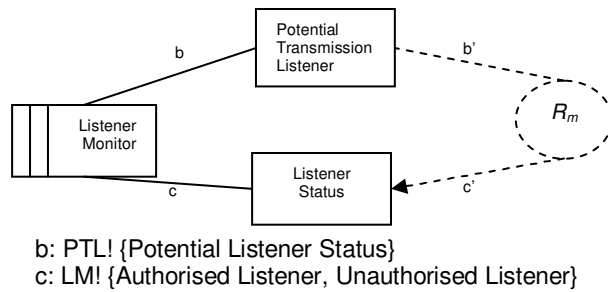 Potential
Transmission
Listener
b
b'
Listener
Monitor
R_m
Listener
Status
c
c'
b: PTL! {Potential Listener Status}
c: LM! {Authorised Listener, Unauthorised Listener}